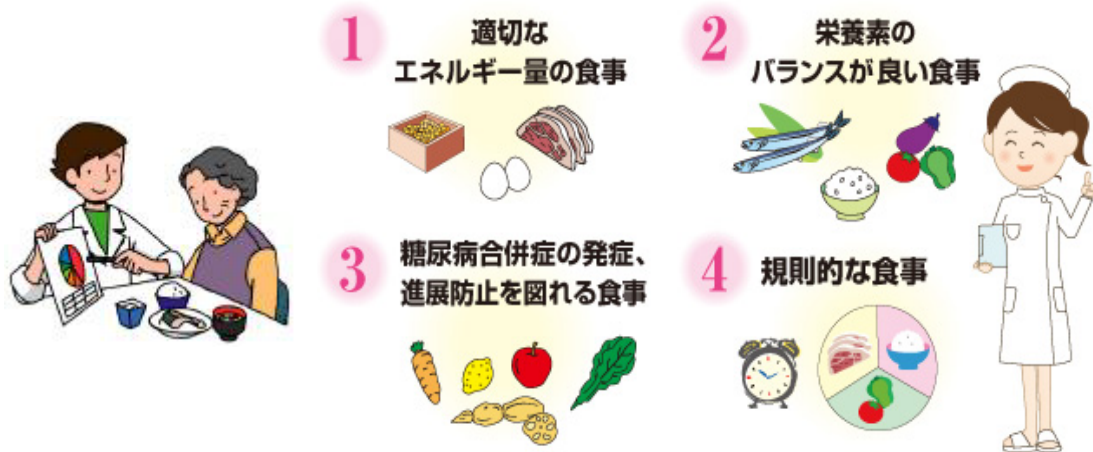 1
適切な
エネルギー量の食事
2
栄養素の
バランスが良い食事
3
糖尿病合併症の発症、
進展防止を図れる食事
4
規則的な食事